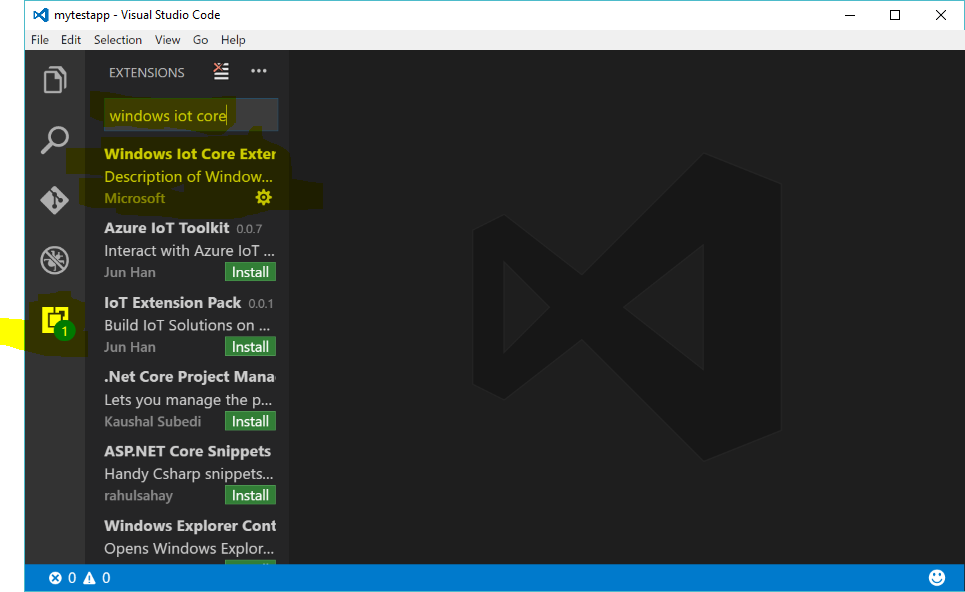 mytestapp - Visual Studio Code
File Edit Selection View Go Help
EXTENSIONS
windows iot core
Windows Iot Core Exter
Description of Window...
Microsoft
Azure IoT Toolkit 0.0.7
Interact with Azure IoT ...
Jun Han Install
IoT Extension Pack 0.0.1
Build IoT Solutions on ...
Jun Han Install
.Net Core Project Mana
Lets you manage the p...
Kaushal Subedi Install
ASP.NET Core Snippets
Handy Csharp snippets...
rahulsahay Install
Windows Explorer Cont
Opens Windows Explor...
1
0 0